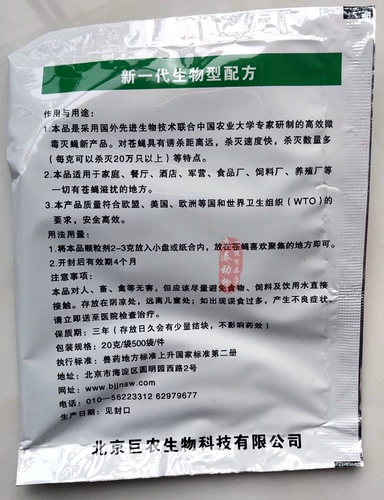 新一代生物型配方
作用与用途：
1.本品是采用国外先进生物技术联合中国农业大学专家研制的高效微
毒灭蝇新产品。对苍蝇具有诱杀距离远，杀灭速度快，杀灭数量多
（每克可以杀灭20万只以上）等特点。
2.本品适用于家庭、餐厅、酒店、军营、食品厂、饲料厂、养殖厂等
一切有苍蝇滋扰的地方。
3.本产品质量符合欧盟、美国、欧洲等国和世界卫生组织（WTO）的
要求，安全高效。
用法用量：
1.将本品颗粒剂2-3克放入小盘或纸合内，放在苍蝇喜欢聚集的地方即可。
2.开封后有效期4个月
注意事项：
本品对人、畜、禽等无害，但应该尽量避免食物、饲料及饮用水直
接触。存放在阴凉处，远离儿童处；如出现误食过多，产生不良症状，
请立即送至医院检查治疗。
保质期：三年（存放日久会有少量结块，不影响药效）
包装规格：20克/袋500袋/件
执行标准：兽药地方标准上升国家标准第二册
地址：北京市海淀区圆明园西路2号
网址：www.bjjnsw.com
电话：010-56223312 62979677
生产日期：见封口
北京巨农生物科技有限公司